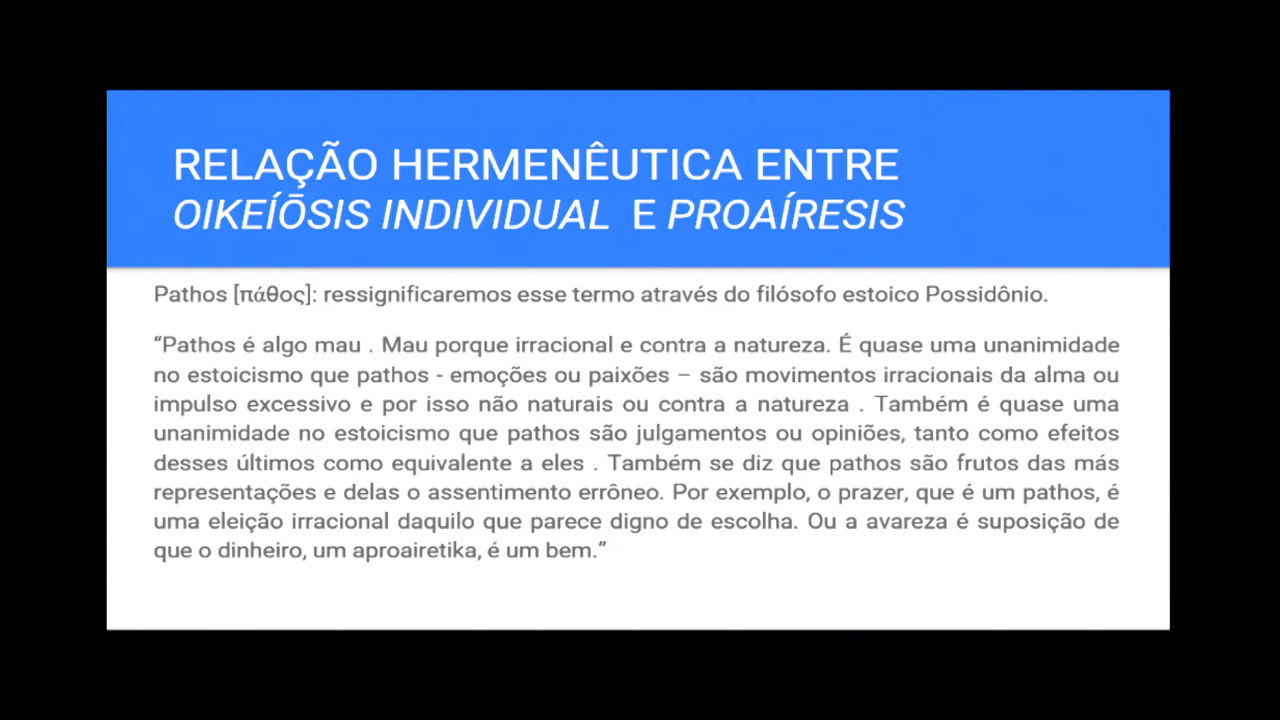 RELAÇÃO HERMENÊUTICA ENTRE
OIKEÍŌSIS INDIVIDUAL E PROAÍRESIS
Pathos [πάθος]: ressignificaremos esse termo através do filósofo estoico Possidônio.
“Pathos é algo mau . Mau porque irracional e contra a natureza. É quase uma unanimidade
no estoicismo que pathos - emoções ou paixões – são movimentos irracionais da alma ou
impulso excessivo e por isso não naturais ou contra a natureza . Também é quase uma
unanimidade no estoicismo que pathos são julgamentos ou opiniões, tanto como efeitos
desses últimos como equivalente a eles . Também se diz que pathos são frutos das más
representações e delas o assentimento errôneo. Por exemplo, o prazer, que é um pathos, é
uma eleição irracional daquilo que parece digno de escolha. Ou a avareza é suposição de
que o dinheiro, um aproairetika, é um bem.”